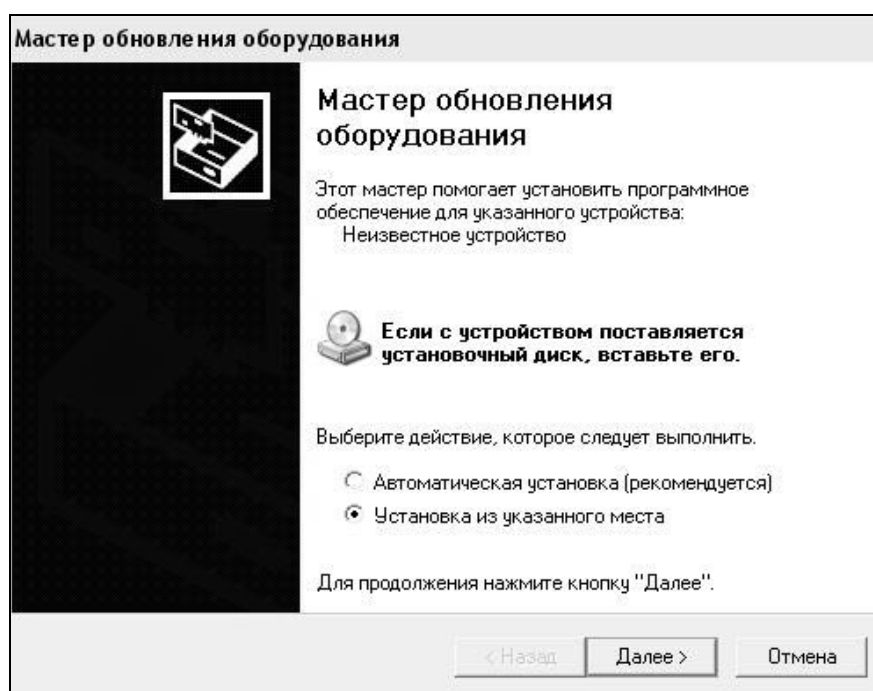 Мастер обновления оборудования
Мастер обновления
оборудования
Этот мастер помогает установить программное
обеспечение для указанного устройства:
Неизвестное устройство
Если с устройством поставляется
установочный диск, вставьте его.
Выберите действие, которое следует выполнить.
Автоматическая установка (рекомендуется)
Установка из указанного места
Для продолжения нажмите кнопку "Далее".
< Назад Далее > Отмена